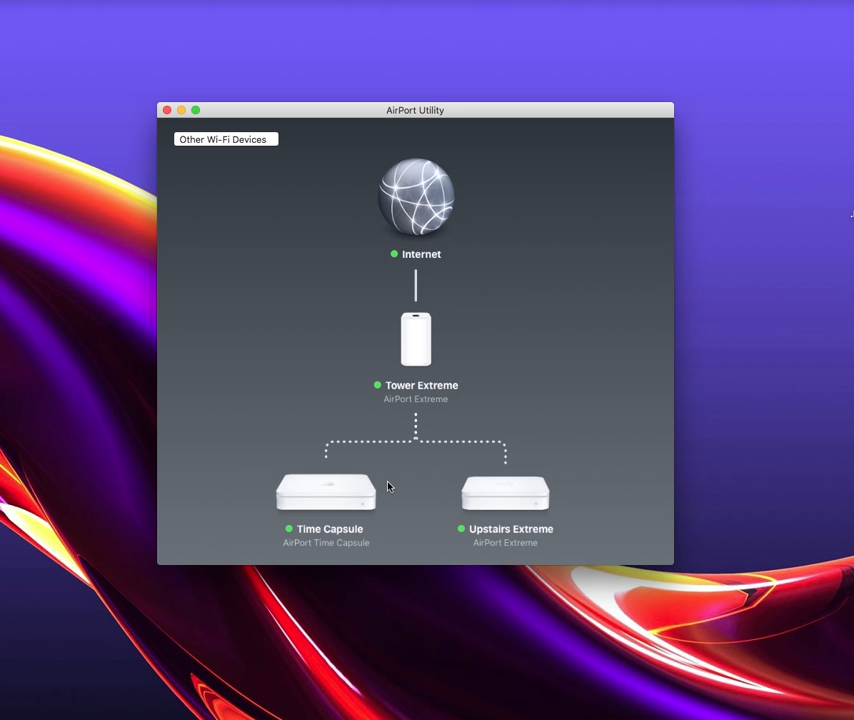 AirPort Utility
Other Wi-Fi Devices
Internet
Tower Extreme
AirPort Extreme
Time Capsule
AirPort Time Capsule
Upstairs Extreme
AirPort Extreme